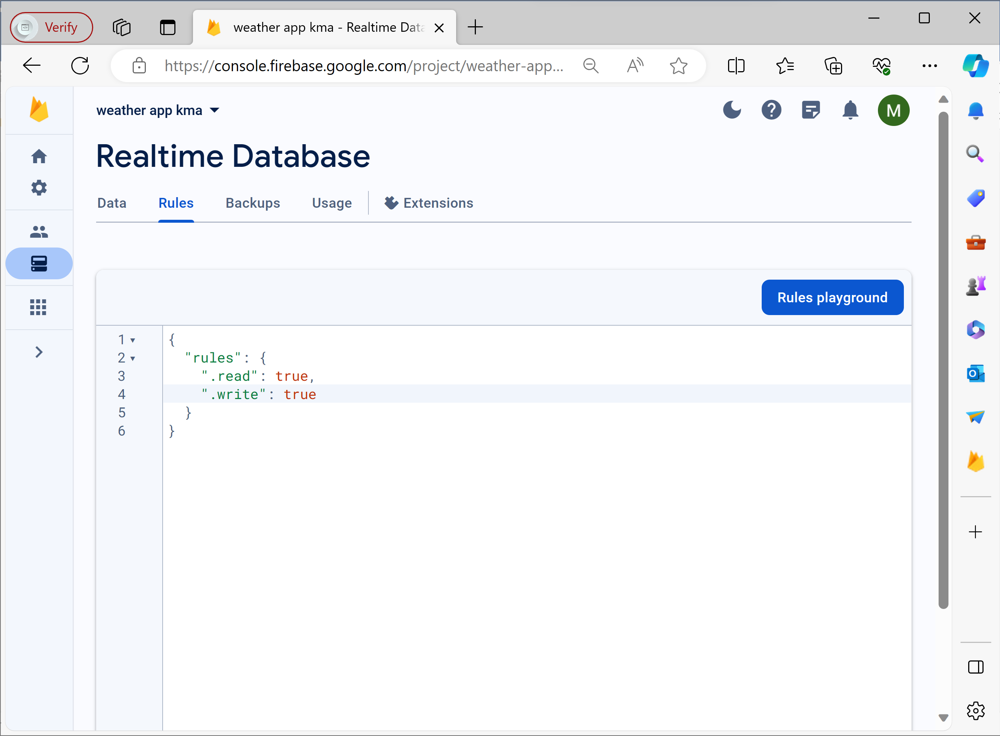 Verify
weather app kma - Realtime Data
https://console.firebase.google.com/project/weather-app...
weather app kma
M
Realtime Database
Data
Rules
Backups
Usage
Extensions
Rules playground
1 {
2 "rules": {
3 ".read": true,
4 ".write": true
5 }
6 }